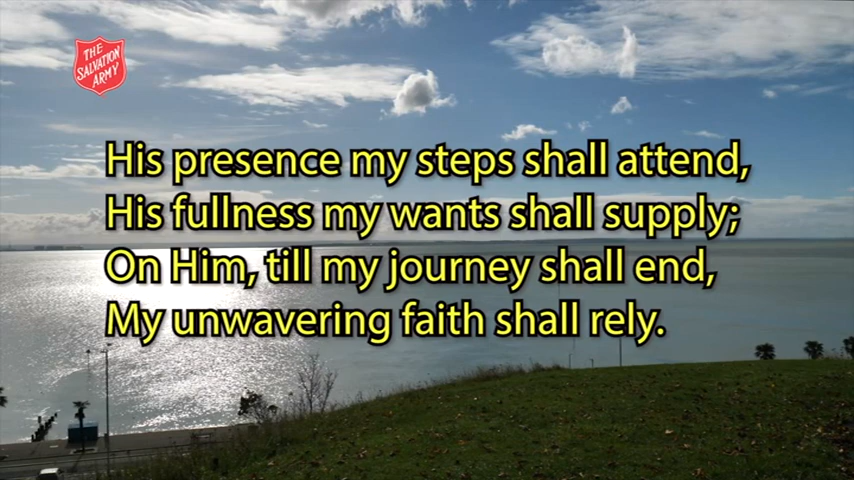 THE
SALVATION
ARMY
His presence my steps shall attend,
His fullness my wants shall supply;
On Him, till my journey shall end,
My unwavering faith shall rely.